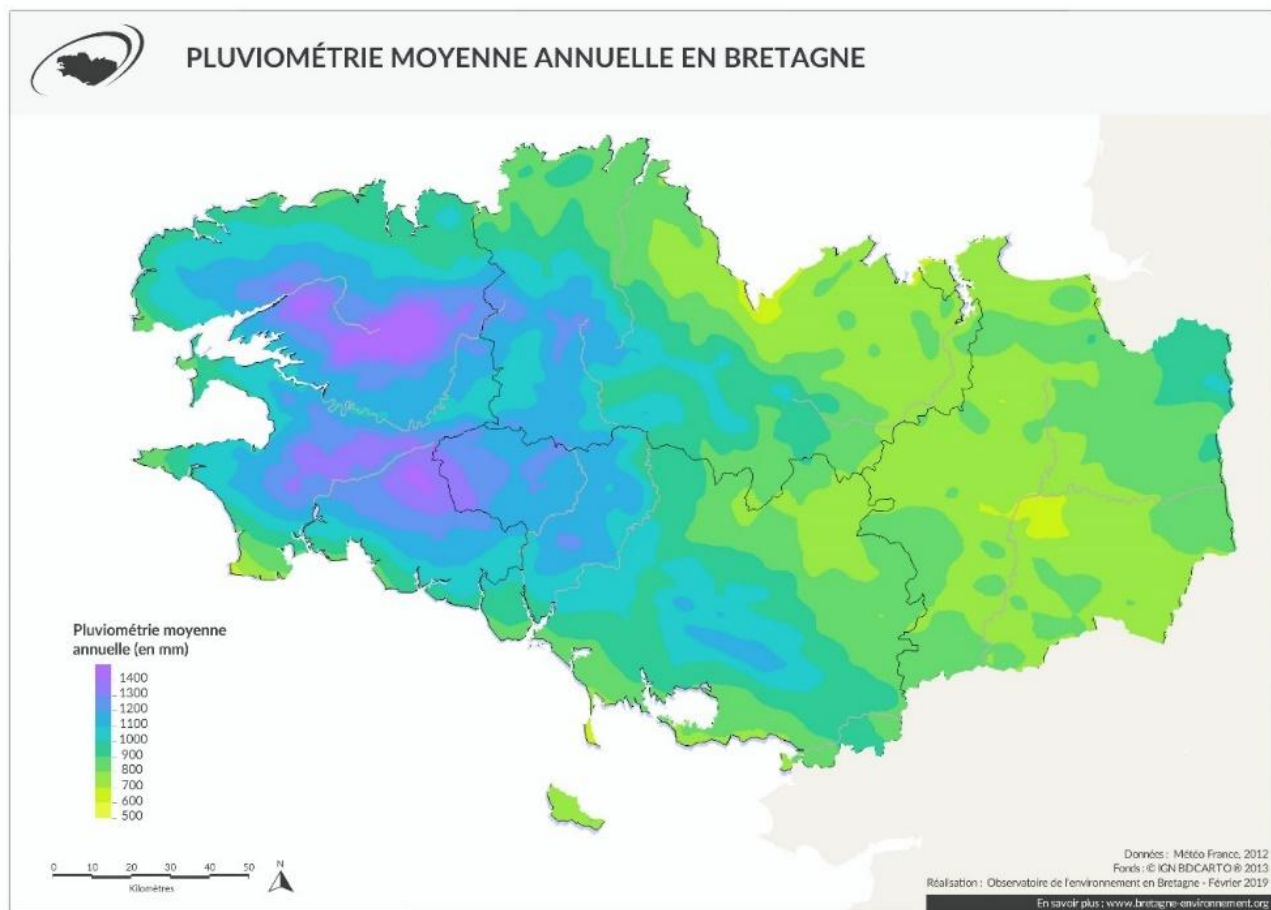 PLUVIOMÉTRIE MOYENNE ANNUELLE EN BRETAGNE
Pluviométrie moyenne
annuelle (en mm)
1400
1300
1200
1100
1000
900
800
700
600
500
0 10 20 30 40 50
Kilomètres
N
Données : Météo France, 2012
Fonds : © IGN BDCARTO ® 2013
Réalisation : Observatoire de l'environnement en Bretagne - Février 2019
En savoir plus : www.bretagne-environnement.org